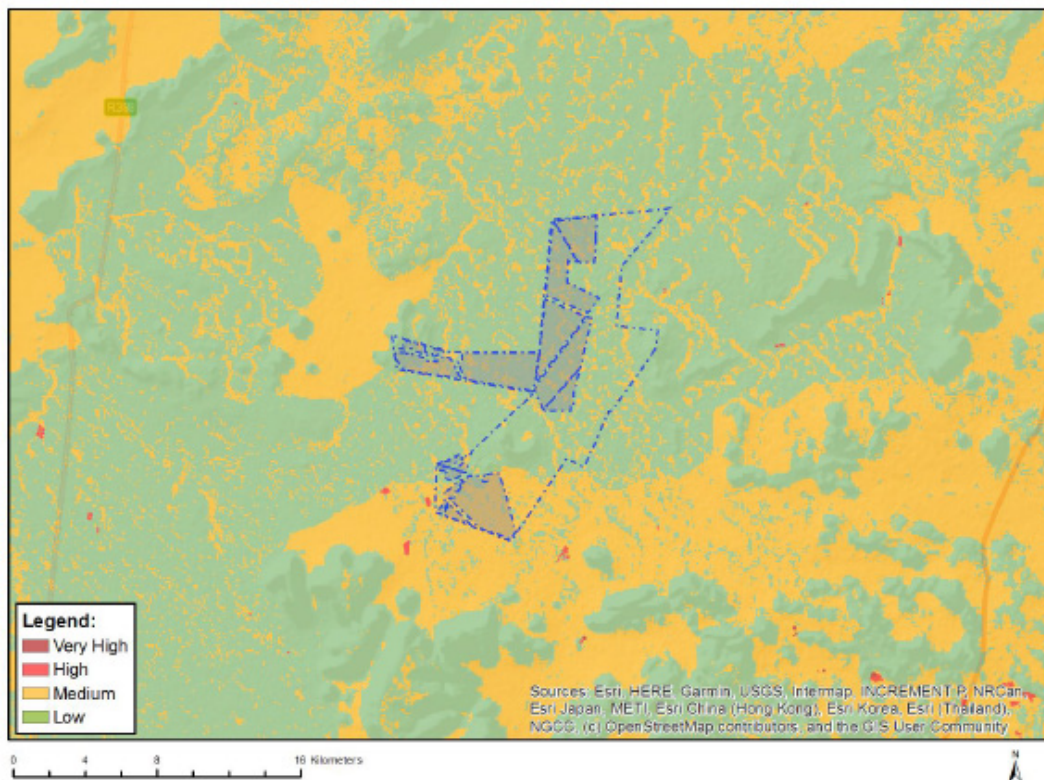 Legend:
Very High
High
Medium
Low
Sources: Esri, HERE, Garmin, USGS, Intermap, INCREMENT P, NRCan,
Esri Japan, METI, Esri China (Hong Kong), Esri Korea, Esri (Thailand),
NGCC, (c) OpenStreetMap contributors, and the GIS User Community
0 4 8 16 Kilometers
N